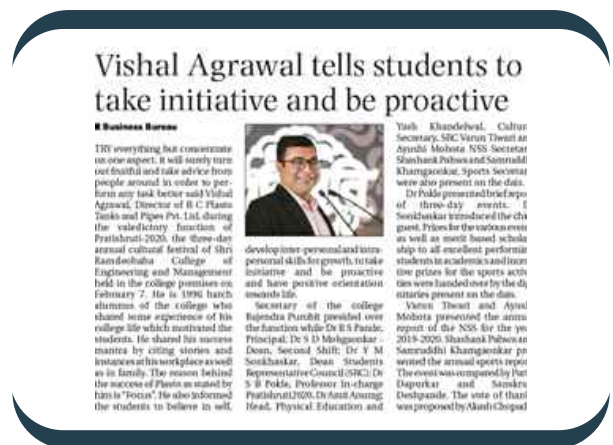 Vishal Agrawal tells students to
take initiative and be proactive
Business Bureau
TRY everything but concentrate
on one aspect, it will surely turn
out fruitful and take advice from
people around in order to per-
form any task better said Vishal
Agrawal, Director of R C Plasto
Tanks and Pipes Pvt. Ltd. during
the valedictory function of
Pratishruti-2020, the three-day
annual cultural festival of Shri
Ramdeobaba College of
Engineering and Management
held in the college premises on
February 7. He is 1996 batch
alumnus of the college who
shared some experience of his
college life which motivated the
students. He shared his success
mantra by citing stories and
instances at his workplace as well
as in family. The reason behind
the success of Plasto as stated by
him is "Focus". He also informed
the students to believe in self,
develop inter-personal and intra-
personal skills for growth, to take
initiative and be proactive
and have positive orientation
towards life.
Secretary of the college
Rajendra Purohit presided over
the function while Dr R S Pande,
Principal; Dr S D Mohgaonkar -
Dean, Second Shift; Dr Y M
Sonkhaskar, Dean Students
Representative Council (SRC); Dr
S B Pokle, Professor In-charge
Pratishruti2020, Dr Amit Anurag;
Head, Physical Education and
Yash Khandelwal, Cultur
Secretary, SRC Varun Tiwari an
Ayushi Mohota NSS Secretar
Shashank Pahwa and Samruddhi
Khamgaonkar, Sports Secretar
were also present on the dais.
Dr Pokle presented brief repo
of three-day events. D
Sonkhaskar introduced the chi
guest. Prizes for the various even
as well as merit based schola
ship to all excellent performin
students in academics and incen
tive prizes for the sports activ
ties were handed over by the dig
nitaries present on the dais.
Varun Tiwari and Ayus
Mohota presented the annu
report of the NSS for the ye
2019-2020. Shashank Pahwa an
Samruddhi Khamgaonkar pr
sented the annual sports repor
The event was compered by Part
Dapurkar and Sanskru
Deshpande. The vote of than
was proposed by Akash Chopad